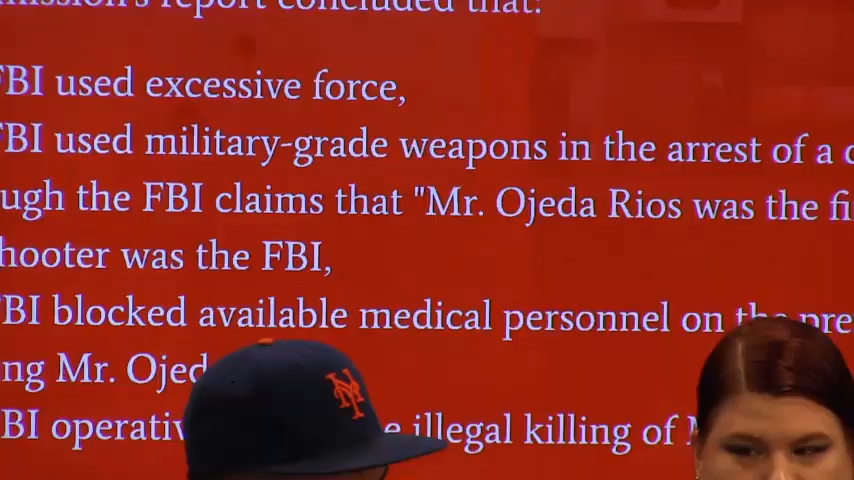 mission's report concluded that:
FBI used excessive force,
FBI used military-grade weapons in the arrest of a
ugh the FBI claims that "Mr. Ojeda Rios was the fi
hooter was the FBI,
FBI blocked available medical personnel on the pre
ng Mr. Ojed
BI operativ e illegal killing of
NY